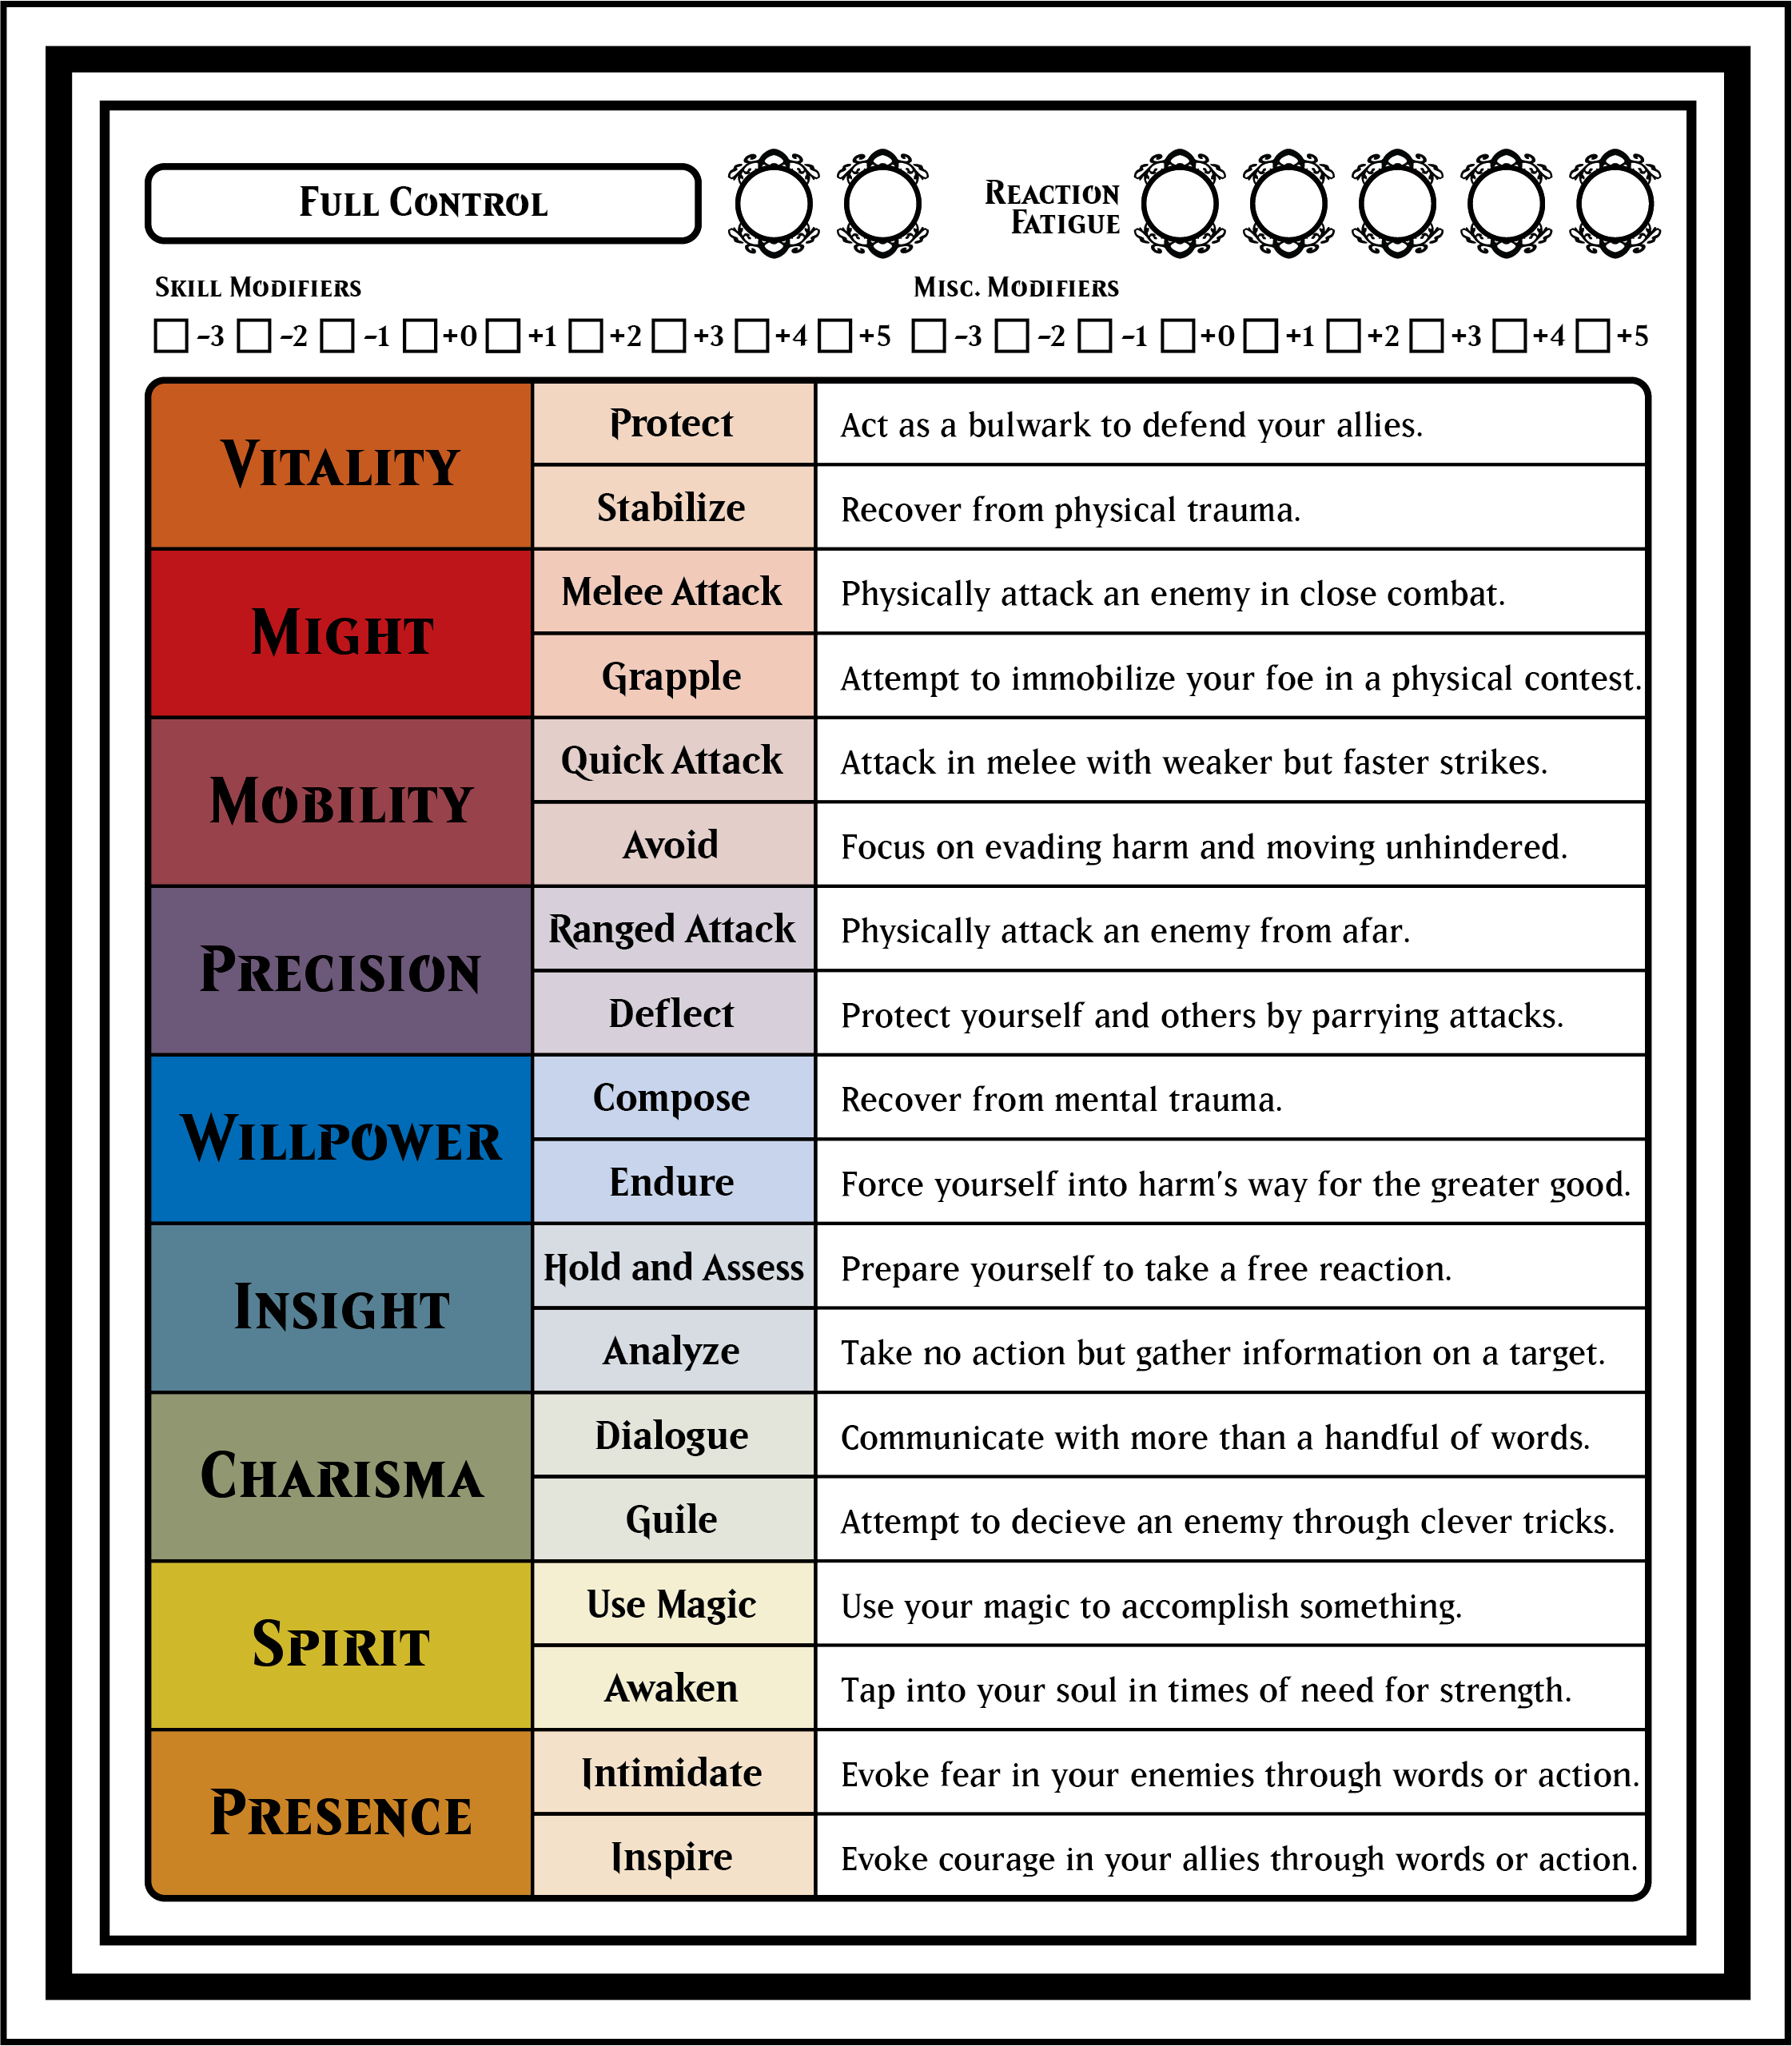 Full Control
Reaction
Fatigue
Skill Modifiers
Misc. Modifiers
-3 -2 -1 +0 +1 +2 +3 +4 +5 -3 -2 -1 +0 +1 +2 +3 +4 +5
Vitality
Protect Act as a bulwark to defend your allies.
Stabilize Recover from physical trauma.
Might
Melee Attack Physically attack an enemy in close combat.
Grapple Attempt to immobilize your foe in a physical contest.
Mobility
Quick Attack Attack in melee with weaker but faster strikes.
Avoid Focus on evading harm and moving unhindered.
Precision
Ranged Attack Physically attack an enemy from afar.
Deflect Protect yourself and others by parrying attacks.
Willpower
Compose Recover from mental trauma.
Endure Force yourself into harm's way for the greater good.
Insight
Hold and Assess Prepare yourself to take a free reaction.
Analyze Take no action but gather information on a target.
Charisma
Dialogue Communicate with more than a handful of words.
Guile Attempt to decieve an enemy through clever tricks.
Spirit
Use Magic Use your magic to accomplish something.
Awaken Tap into your soul in times of need for strength.
Presence
Intimidate Evoke fear in your enemies through words or action.
Inspire Evoke courage in your allies through words or action.